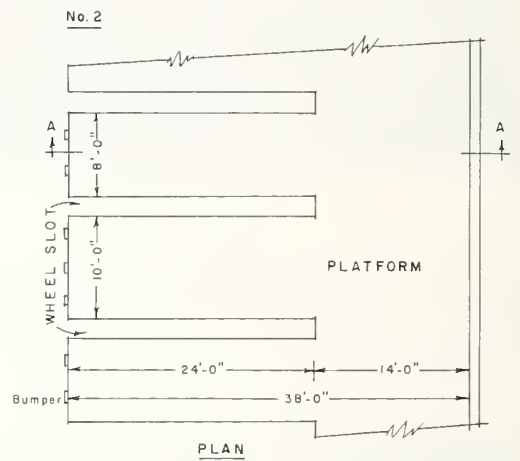 No. 2
A
A
8'-0"
WHEEL SLOT
10'-0"
PLATFORM
24'-0"
14'-0"
Bumper
38'-0"
PLAN